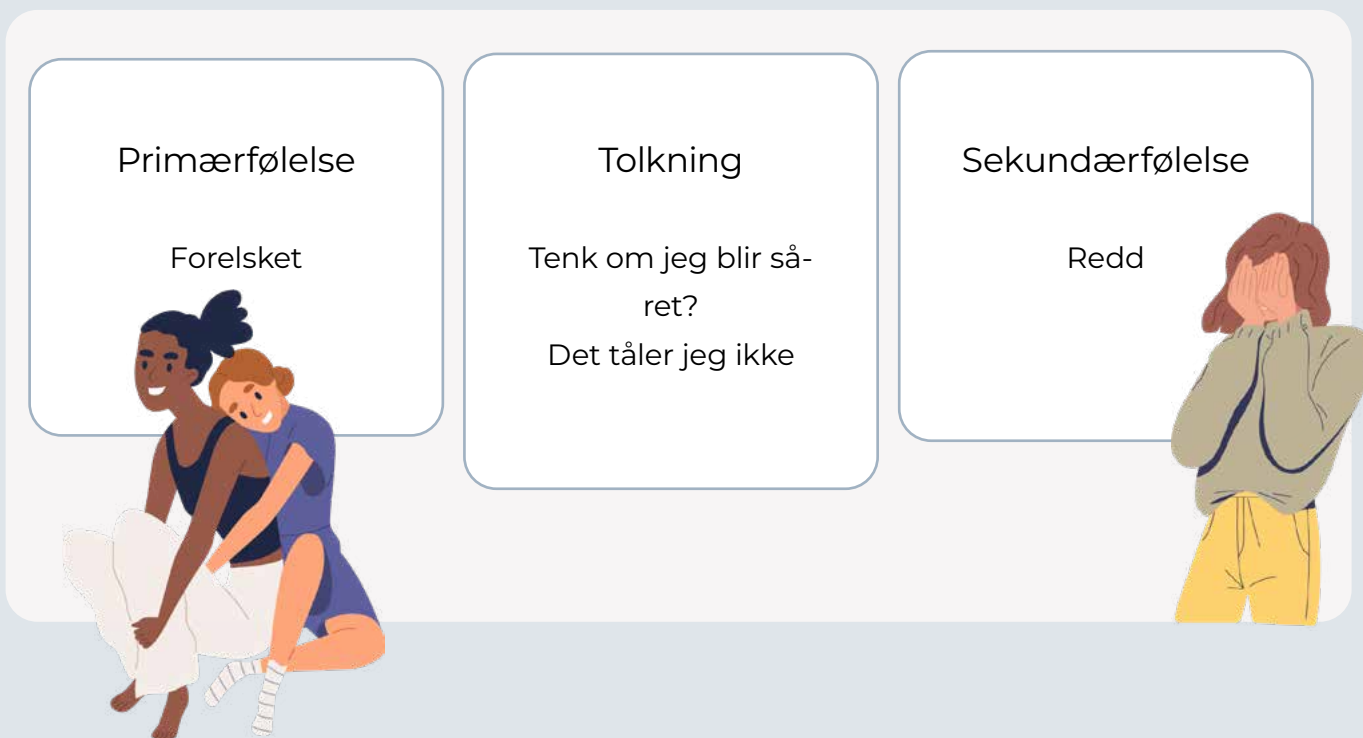 Primærfølelse
Forelsket
Tolkning
Tenk om jeg blir så-
ret?
Det tåler jeg ikke
Sekundærfølelse
Redd